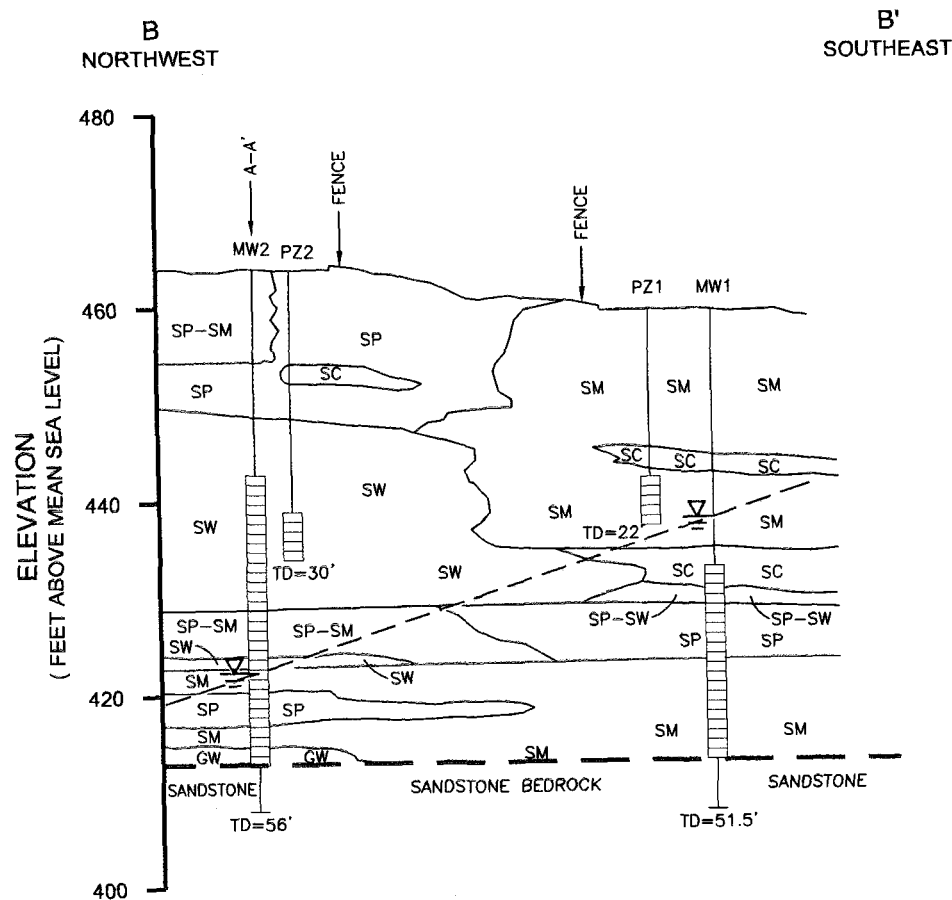 B
NORTHWEST
B'
SOUTHEAST
480
A-A'
FENCE
FENCE
MW2
PZ2
PZ1
MW1
460
SP-SM
SP
SC
SM
SM
SM
SP
SC
SC
SC
ELEVATION
( FEET ABOVE MEAN SEA LEVEL)
440
SW
SW
SM
SM
TD=22'
TD=30'
SW
SC
SC
SP-SM
SP-SM
SP-SW
SP-SW
SP
SP
SW
SW
SM
420
SP
SP
SM
SM
SM
GW
GW
SM
SANDSTONE
SANDSTONE BEDROCK
SANDSTONE
TD=56'
TD=51.5'
400